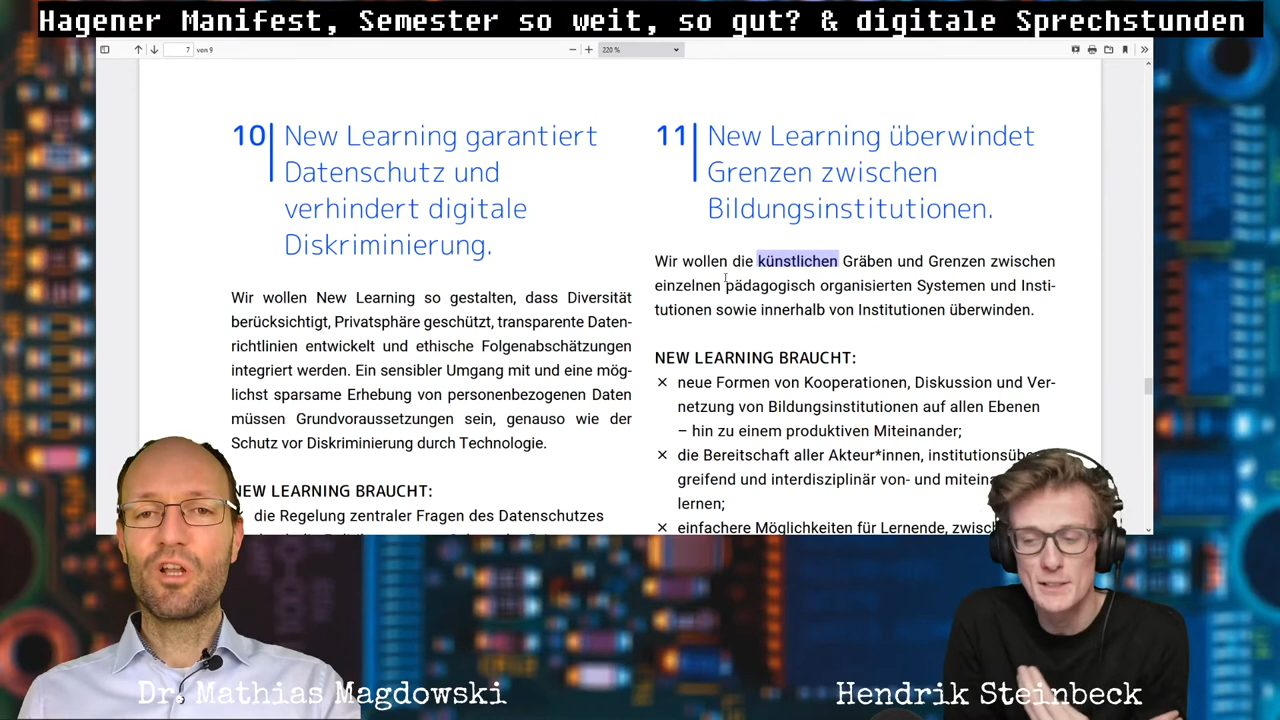 Hagener Manifest, Semester so weit, so gut? & digitale Sprechstunden
7 von 9
220 %
10 New Learning garantiert
Datenschutz und
verhindert digitale
Diskriminierung.
Wir wollen New Learning so gestalten, dass Diversität
berücksichtigt, Privatsphäre geschützt, transparente Daten-
richtlinien entwickelt und ethische Folgenabschätzungen
integriert werden. Ein sensibler Umgang mit und eine mög-
lichst sparsame Erhebung von personenbezogenen Daten
müssen Grundvoraussetzungen sein, genauso wie der
Schutz vor Diskriminierung durch Technologie.
NEW LEARNING BRAUCHT:
die Regelung zentraler Fragen des Datenschutzes
11 New Learning überwindet
Grenzen zwischen
Bildungsinstitutionen.
Wir wollen die künstlichen Gräben und Grenzen zwischen
einzelnen pädagogisch organisierten Systemen und Insti-
tutionen sowie innerhalb von Institutionen überwinden.
NEW LEARNING BRAUCHT:
× neue Formen von Kooperationen, Diskussion und Ver-
netzung von Bildungsinstitutionen auf allen Ebenen
– hin zu einem produktiven Miteinander;
× die Bereitschaft aller Akteur*innen, institutionsübe
greifend und interdisziplinär von- und miteina
lernen;
× einfachere Möglichkeiten für Lernende, zwisc
Dr. Mathias Magdowski
Hendrik Steinbeck